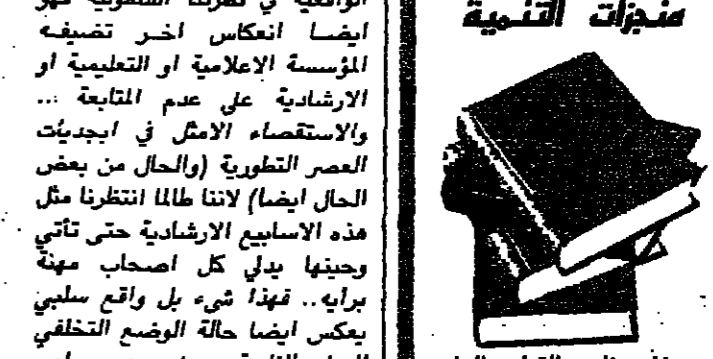 منجزات التنمية
ايضا انعكاس اخر تضيفه
المؤسسة الاعلامية او التعليمية او
الارشادية على عدم المتابعة ..
والاستقصاء الامثل في ابجديات
العصر التطورية (والحال من بعض
الحال ايضا) لاننا طالما انتظرنا مثل
هذه الاسابيع الارشادية حتى تأتي
وحينها يدلي كل اصحاب مهنة
برأيه.. فهذا شيء بل واقع سلبي
يعكس ايضا حالة الوضع التخلفي